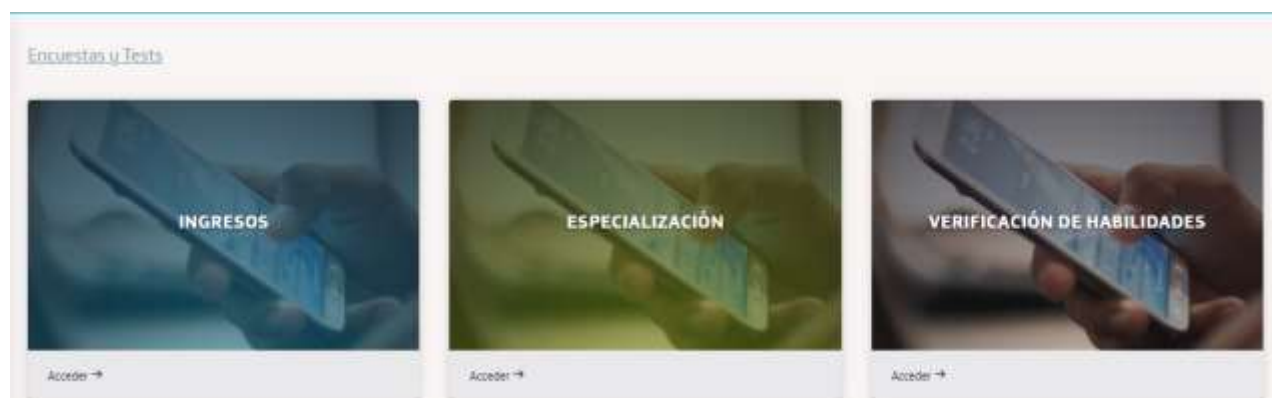 Encuestas y Tests
INGRESOS
ESPECIALIZACIÓN
VERIFICACIÓN DE HABILIDADES
Acceder →
Acceder →
Acceder →